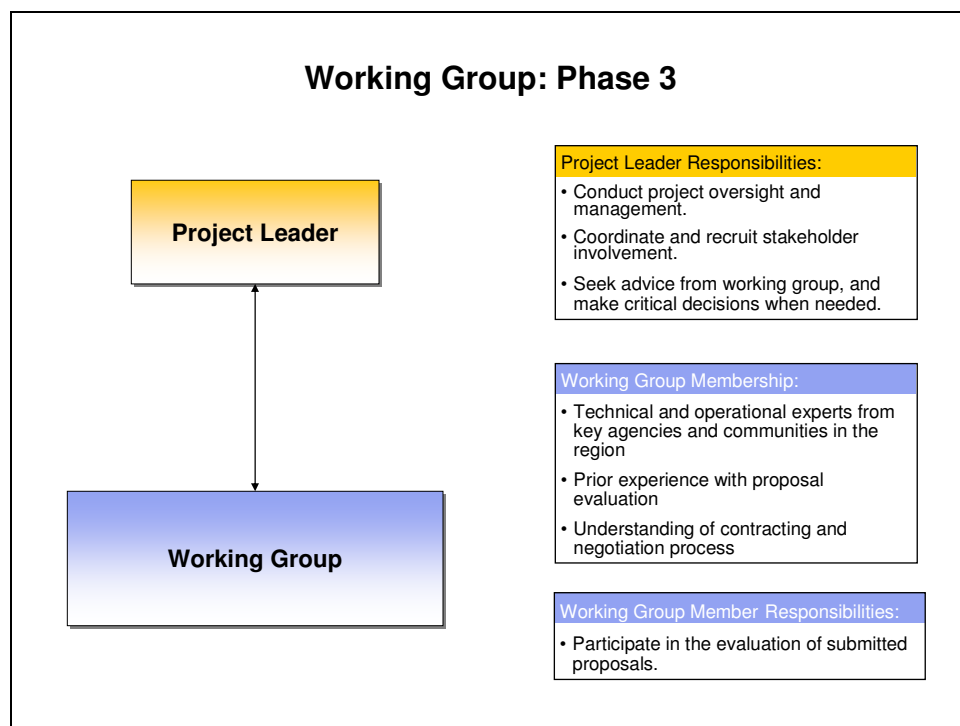 Working Group: Phase 3
Project Leader
Working Group
Project Leader Responsibilities:
• Conduct project oversight and
management.
• Coordinate and recruit stakeholder
involvement.
• Seek advice from working group, and
make critical decisions when needed.
Working Group Membership:
• Technical and operational experts from
key agencies and communities in the
region
• Prior experience with proposal
evaluation
• Understanding of contracting and
negotiation process
Working Group Member Responsibilities:
• Participate in the evaluation of submitted
proposals.